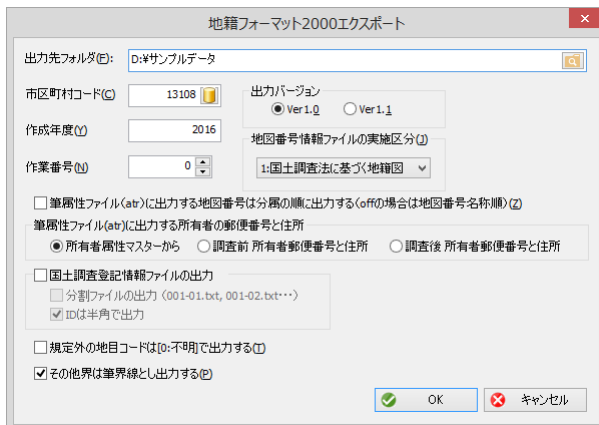 地籍フォーマット2000エクスポート
出力先フォルダ(F): D:¥サンプルデータ
市区町村コード(C) 13108
出力バージョン
Ver1.0 Ver1.1
作成年度(Y) 2016
地図番号情報ファイルの実施区分(J)
作業番号(N) 0 1:国土調査法に基づく地籍図
筆属性ファイル(atr)に出力する地図番号は分属の順に出力する(offの場合は地図番号・名称順)(Z)
筆属性ファイル(atr)に出力する所有者の郵便番号と住所
所有者属性マスターから 調査前 所有者郵便番号と住所 調査後 所有者郵便番号と住所
国土調査登記情報ファイルの出力
分割ファイルの出力 (001-01.txt, 001-02.txt・・・)
IDは半角で出力
規定外の地目コードは[0:不明]で出力する(T)
その他界は筆界線とし出力する(P)
OK キャンセル